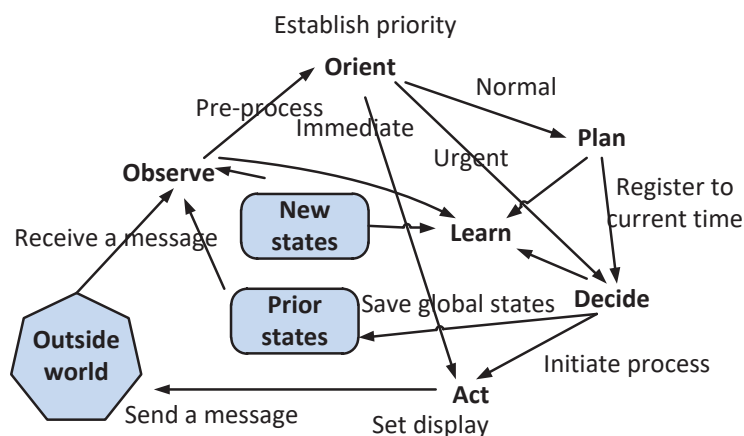 Establish priority
Orient
Normal
Pre-process
Immediate
Plan
Urgent
Observe
Register to
current time
New
states
Learn
Receive a message
Prior
states
Save global states
Decide
Outside
world
Initiate process
Act
Send a message
Set display